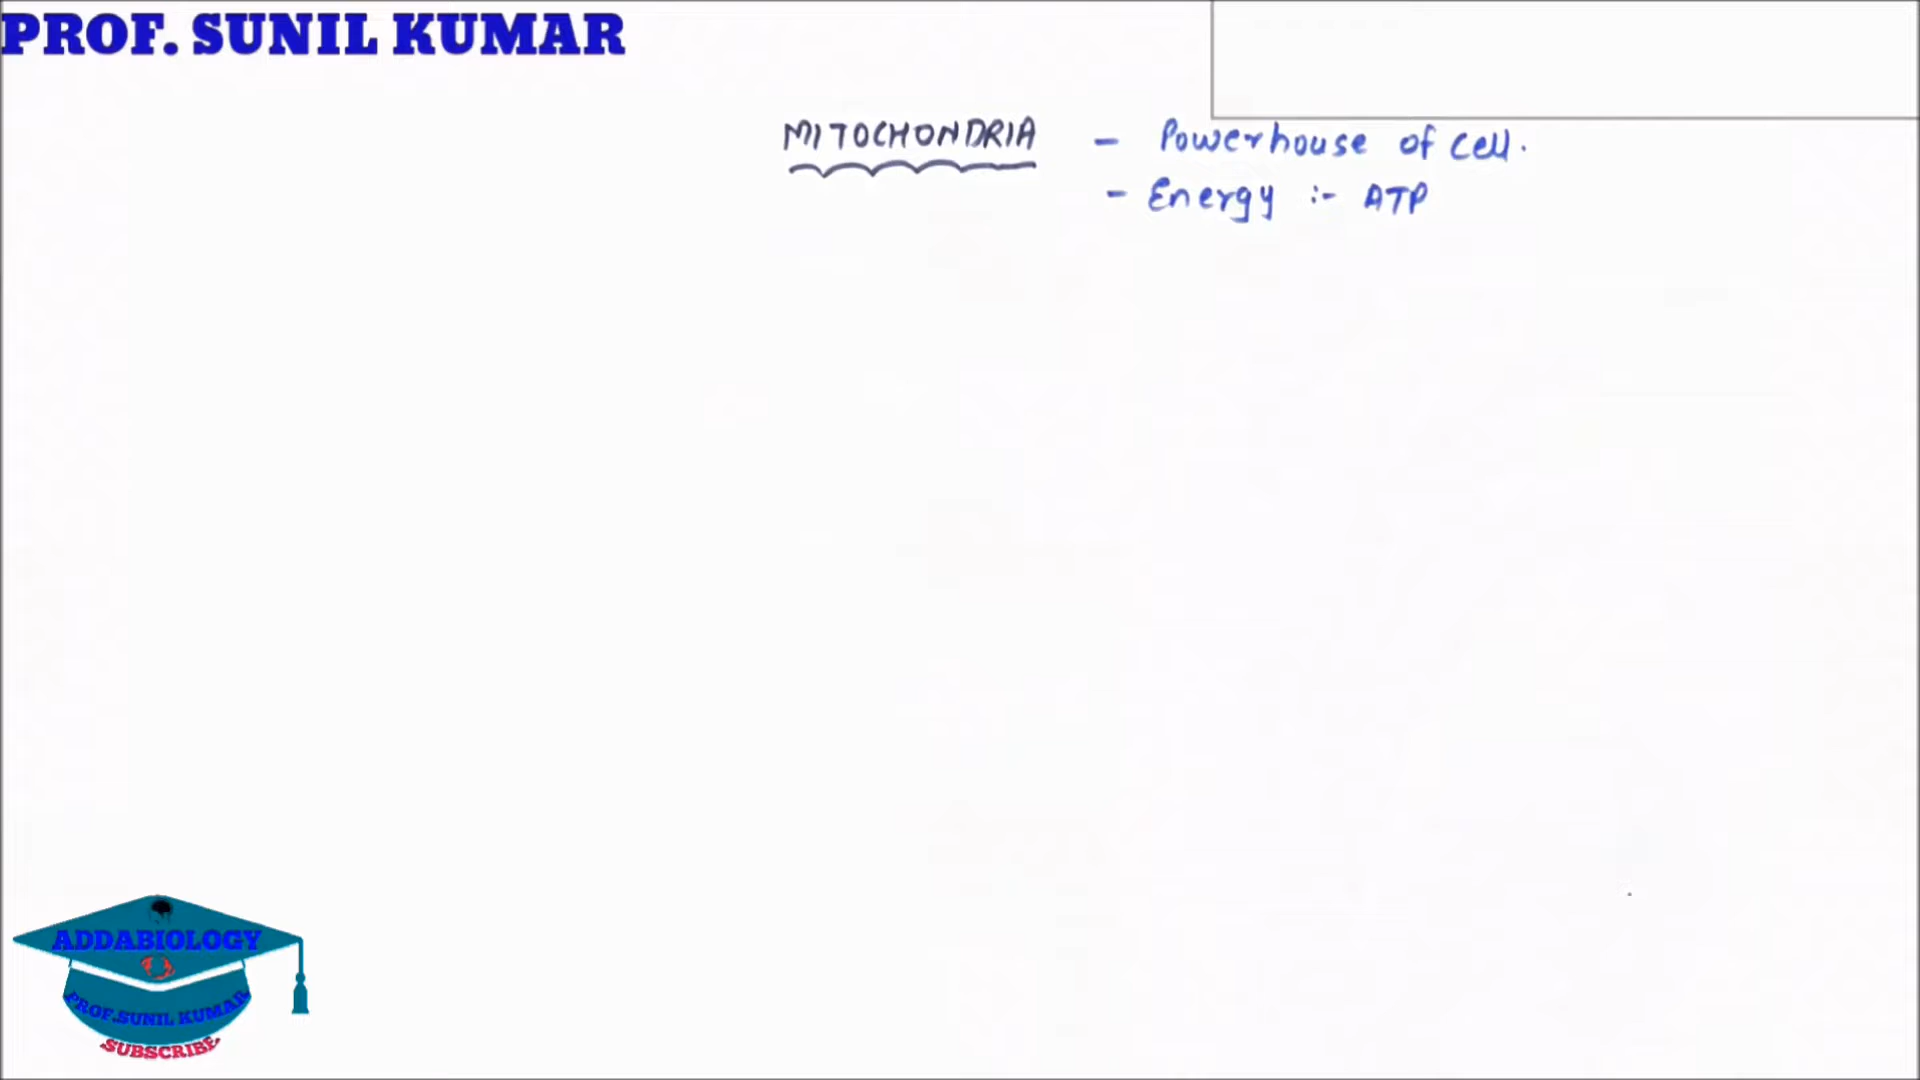 PROF. SUNIL KUMAR
MITOCHONDRIA - Powerhouse of cell.
- Energy :- ATP
ADDABIOLOGY
PROF.SUNIL KUMAR
SUBSCRIBE